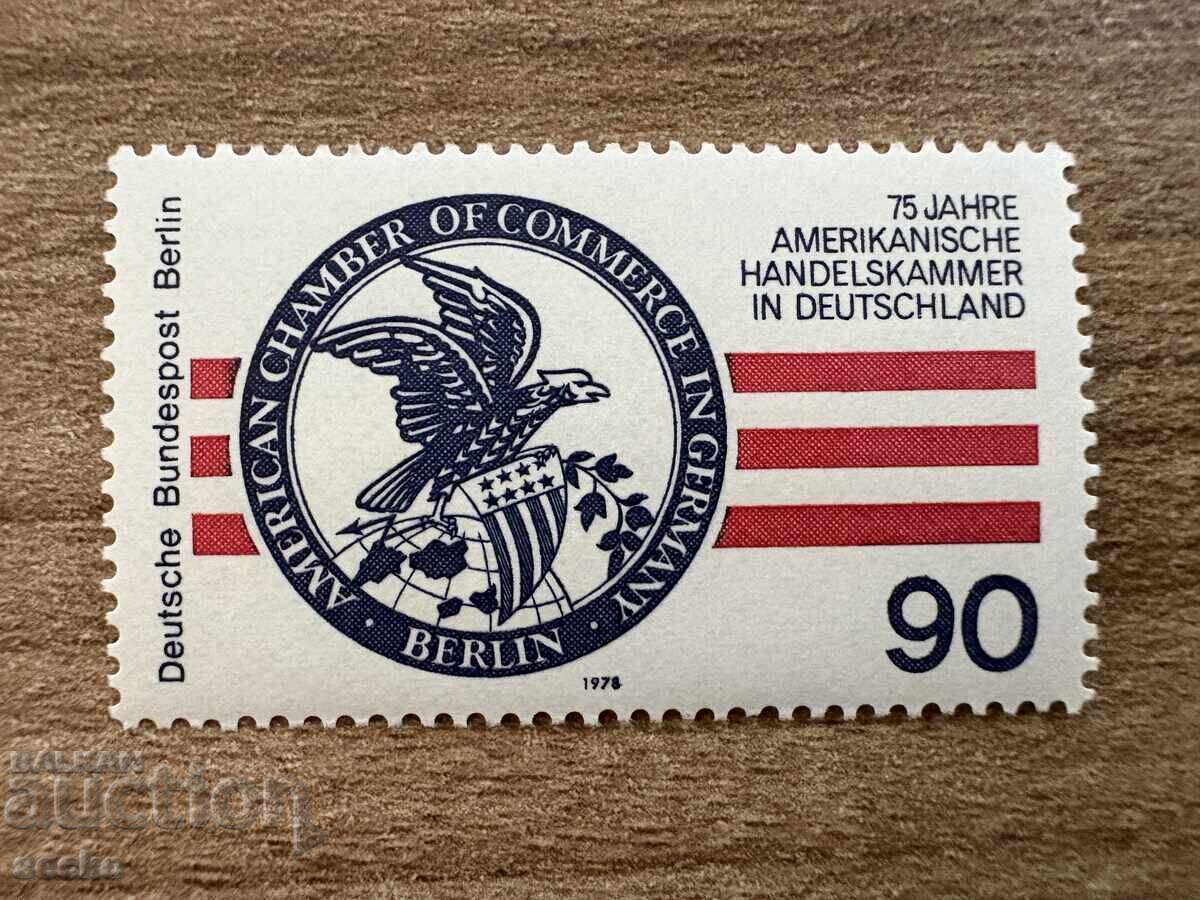 Deutsche Bundespost Berlin
AMERICAN CHAMBER OF COMMERCE IN GERMANY
· BERLIN ·
75 JAHRE
AMERIKANISCHE
HANDELSKAMMER
IN DEUTSCHLAND
90
1978
BALKAN
auction